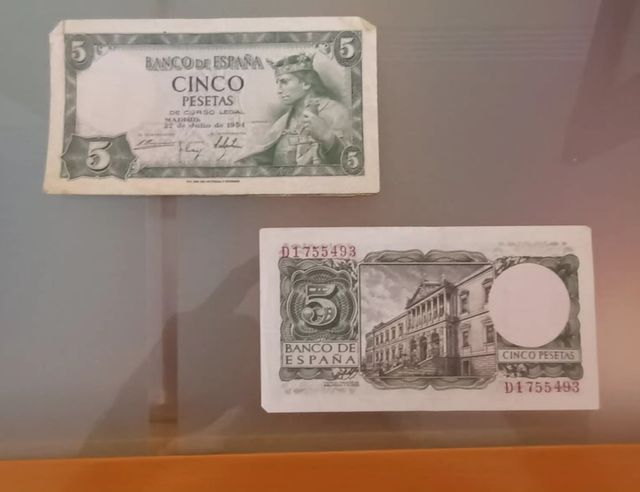 5
5
BANCO DE ESPAÑA
CINCO
PESETAS
DE CURSO LEGAL
MADRID,
22 de Julio de 1954
5
5
D1755493
5
BANCO DE
ESPAÑA
CINCO PESETAS
D1755493